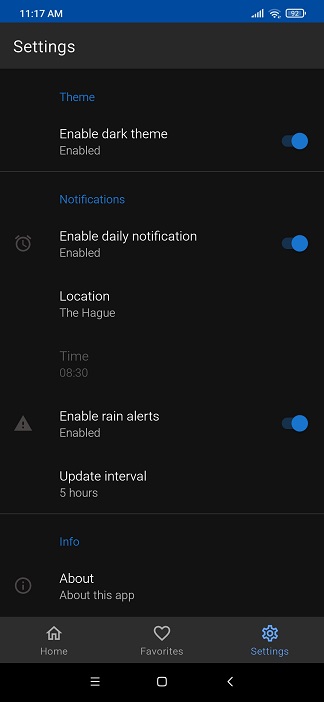 11:17 AM
92
Settings
Theme
Enable dark theme
Enabled
Notifications
Enable daily notification
Enabled
Location
The Hague
Time
08:30
Enable rain alerts
Enabled
Update interval
5 hours
Info
About
About this app
Home
Favorites
Settings